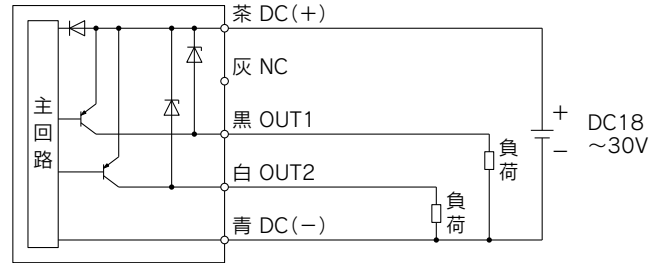 茶 DC(+)
灰 NC
主回路
黒 OUT1
白 OUT2
青 DC(−)
負荷
負荷
+
−
DC18
～30V